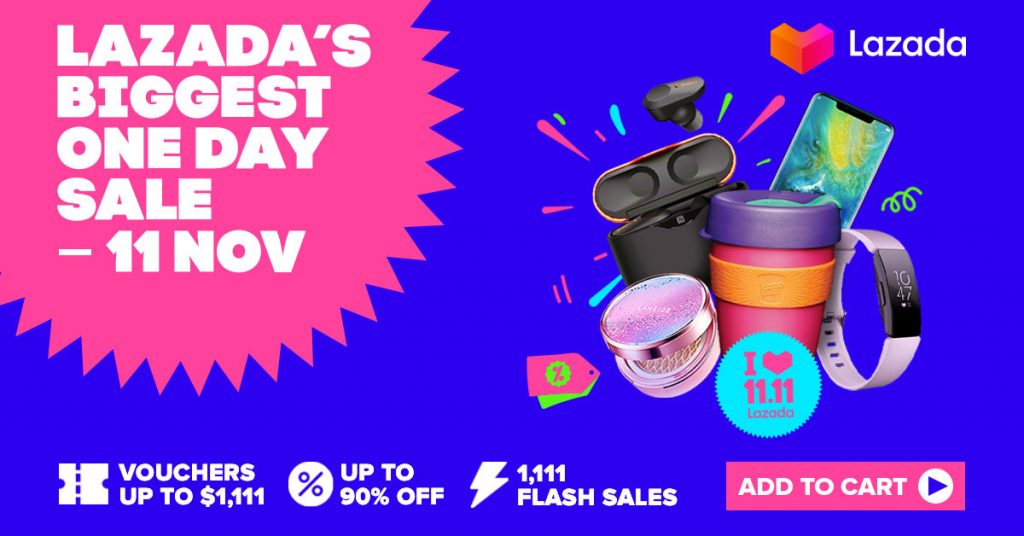 LAZADA'S
BIGGEST
ONE DAY
SALE
– 11 NOV
Lazada
10
47
I
11.11
Lazada
VOUCHERS
UP TO $1,111
UP TO
90% OFF
1,111
FLASH SALES
ADD TO CART